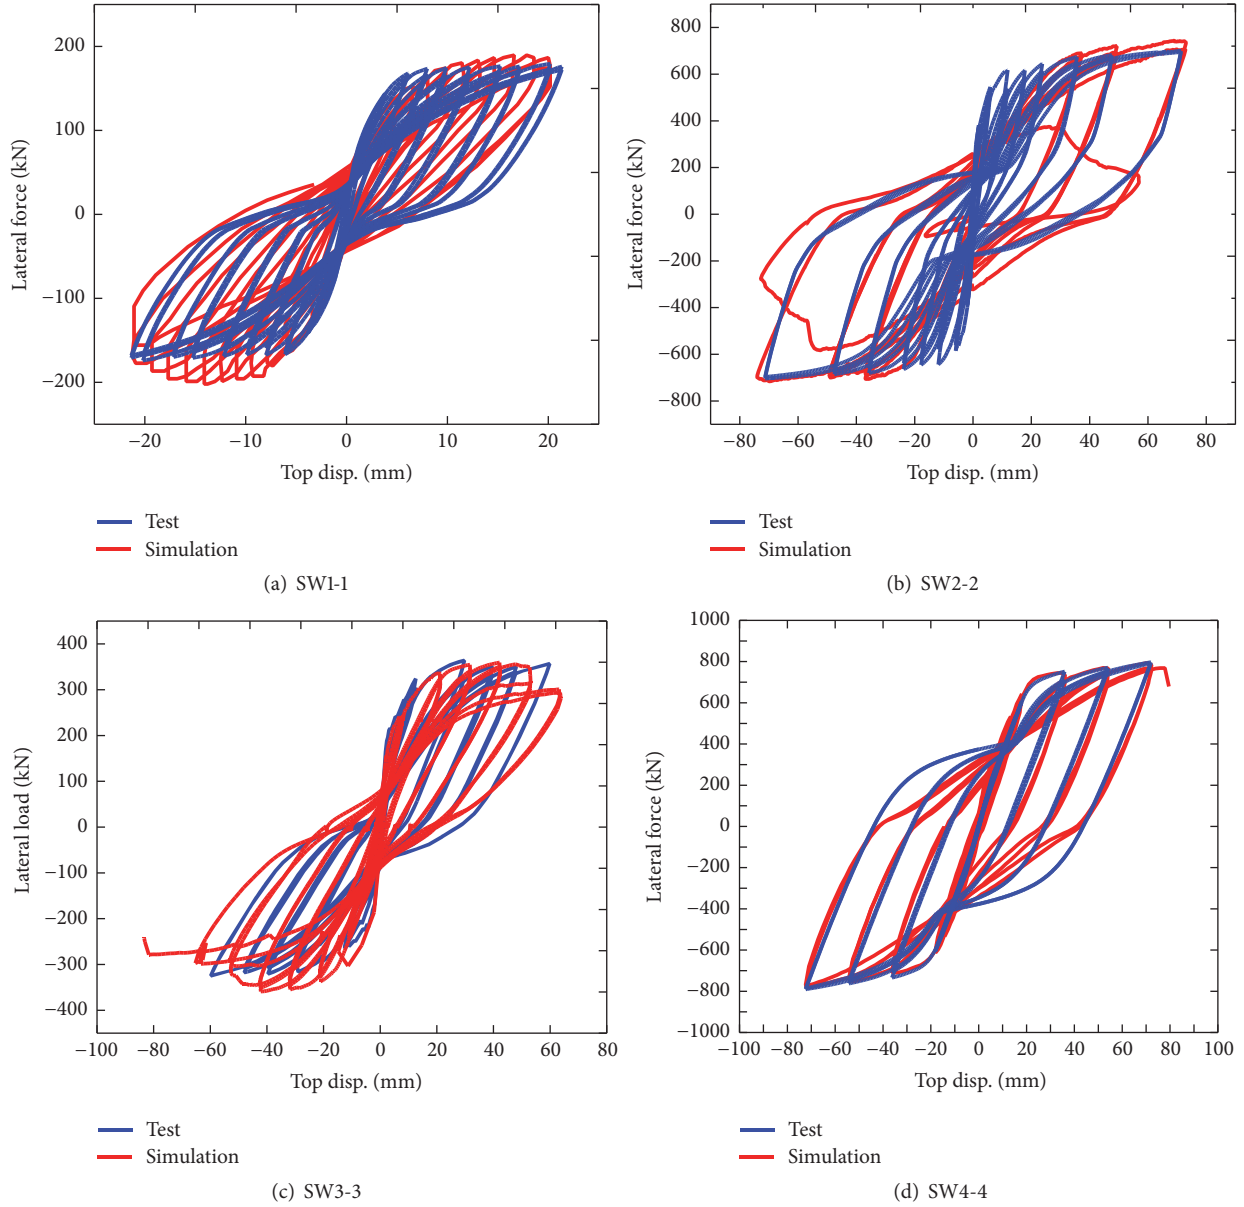 200
100
0
−100
−200
Lateral force (kN)
−20 −10 0 10 20
Top disp. (mm)
Test
Simulation
(a) SW1-1
800
600
400
200
0
−200
−400
−600
−800
Lateral force (kN)
−80 −60 −40 −20 0 20 40 60 80
Top disp. (mm)
Test
Simulation
(b) SW2-2
400
300
200
100
0
−100
−200
−300
−400
Lateral load (kN)
−100 −80 −60 −40 −20 0 20 40 60 80
Top disp. (mm)
Test
Simulation
(c) SW3-3
1000
800
600
400
200
0
−200
−400
−600
−800
−1000
Lateral force (kN)
−100 −80 −60 −40 −20 0 20 40 60 80 100
Top disp. (mm)
Test
Simulation
(d) SW4-4